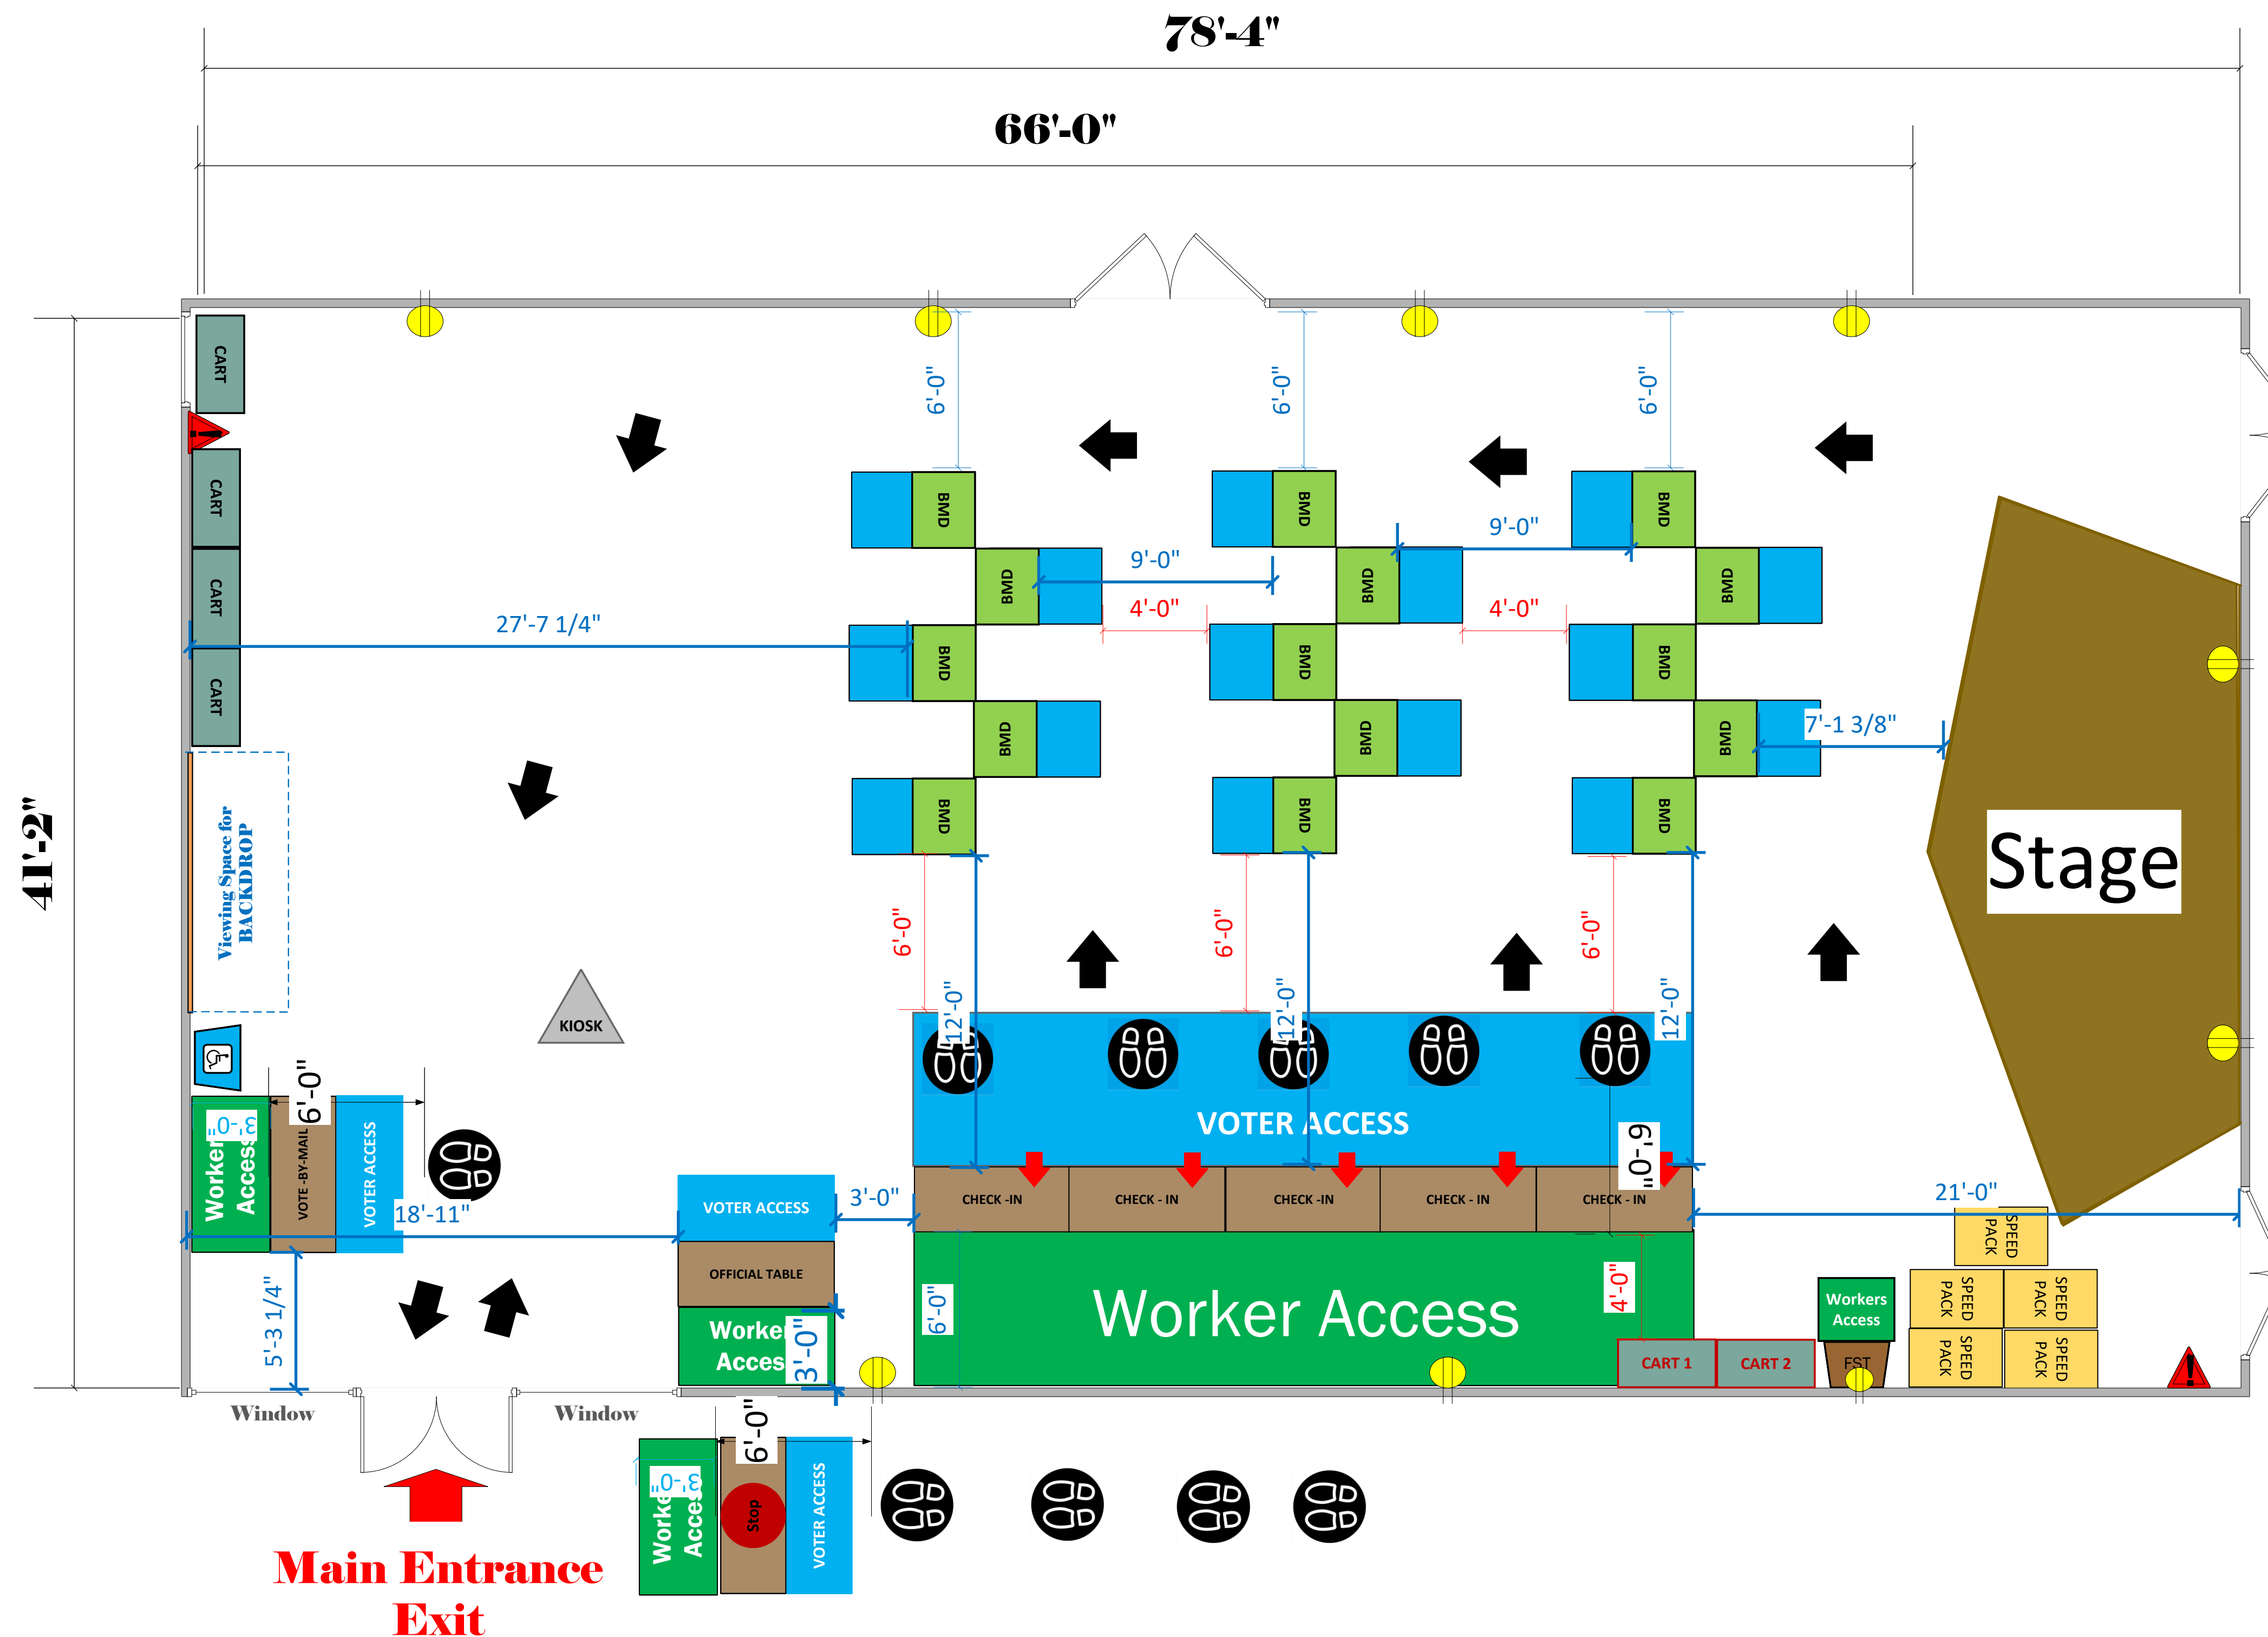 78'-4"
66'-0"
41'-2"
CART
CART
CART
CART
6'-0"
6'-0"
6'-0"
BMD
BMD
BMD
9'-0"
9'-0"
BMD
BMD
BMD
4'-0"
4'-0"
27'-7 1/4"
BMD
BMD
BMD
BMD
BMD
BMD
7'-1 3/8"
BMD
BMD
BMD
Stage
Viewing Space for
BACKDROP
KIOSK
6'-0"
6'-0"
6'-0"
12'-0"
12'-0"
12'-0"
VOTER ACCESS
6'-0"
3'-0"
Worker
Access
VOTE -BY-MAIL
VOTER ACCESS
6'-0"
18'-11"
VOTER ACCESS
3'-0"
CHECK -IN
CHECK - IN
CHECK -IN
CHECK - IN
CHECK - IN
21'-0"
OFFICIAL TABLE
Worker
Access
3'-0"
5'-3 1/4"
6'-0"
Worker Access
4'-0"
CART 1
CART 2
Workers
Access
FST
SPEED
PACK
SPEED
PACK
SPEED
PACK
SPEED
PACK
SPEED
PACK
Window
Window
6'-0"
3'-0"
Worker
Access
Stop
VOTER ACCESS
Main Entrance
Exit